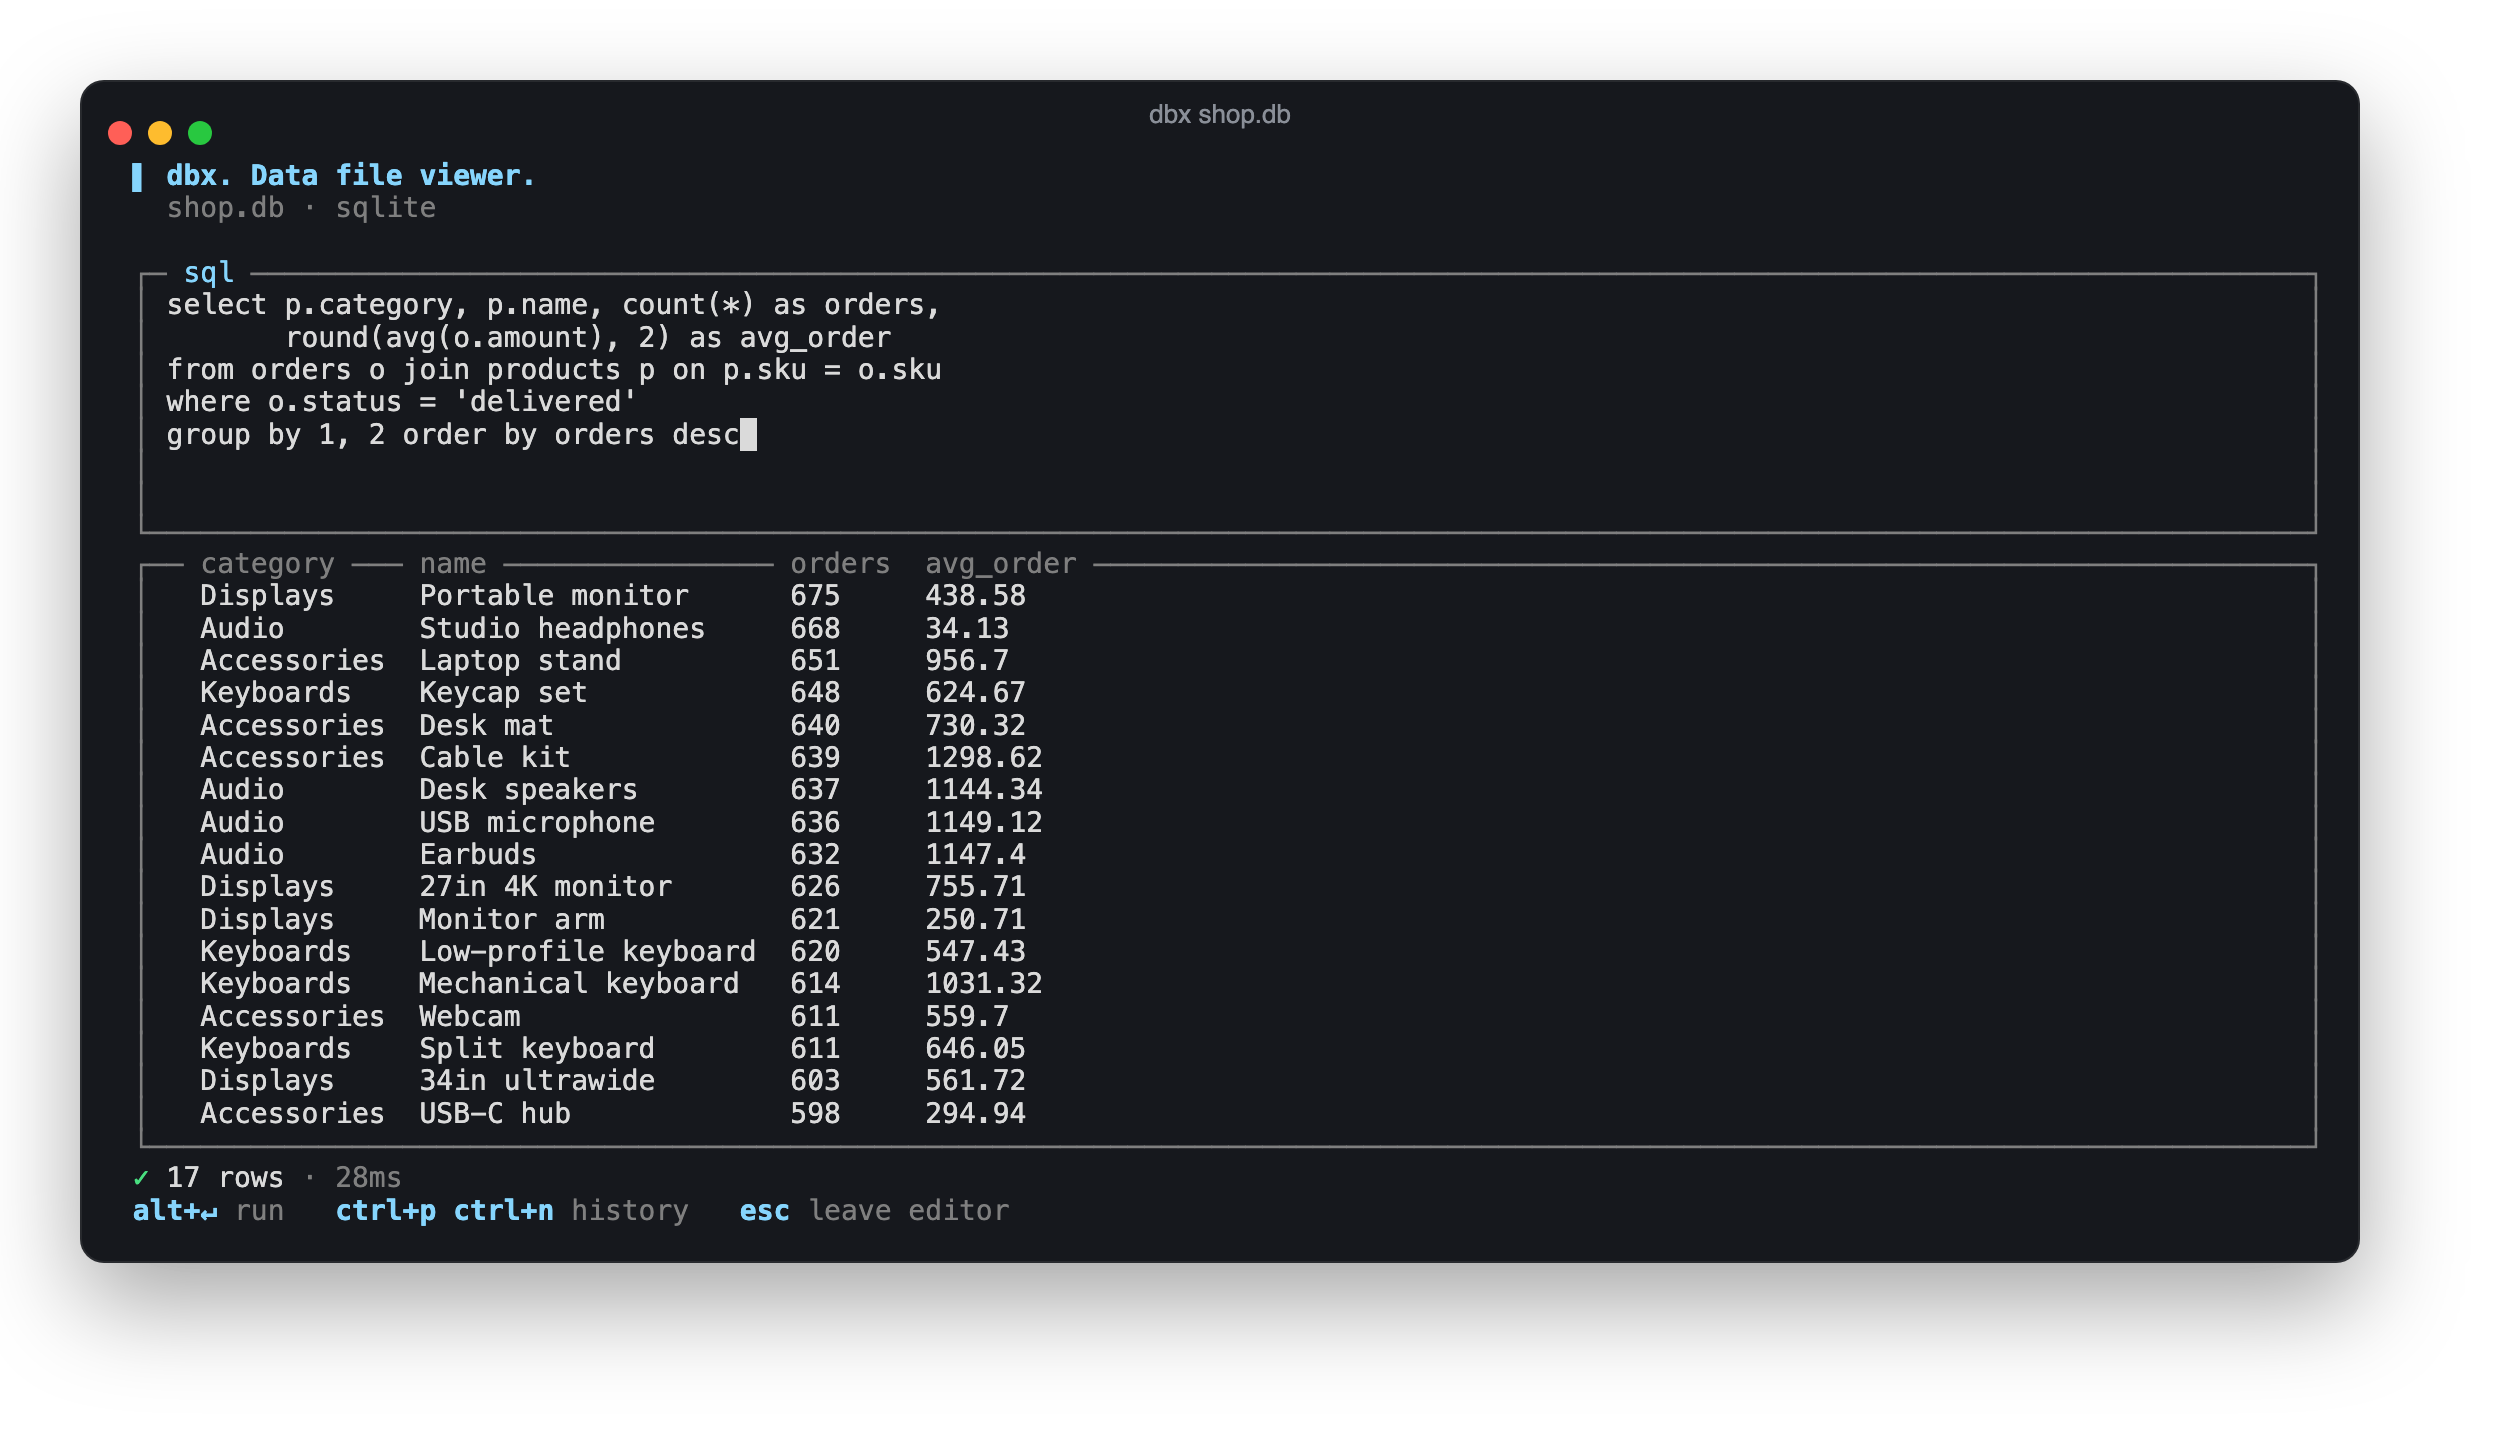 dbx shop.db
dbx. Data file viewer.
shop.db · sqlite
sql
select p.category, p.name, count(*) as orders,
       round(avg(o.amount), 2) as avg_order
from orders o join products p on p.sku = o.sku
where o.status = 'delivered'
group by 1, 2 order by orders desc
category name orders avg_order
Displays Portable monitor 675 438.58
Audio Studio headphones 668 34.13
Accessories Laptop stand 651 956.7
Keyboards Keycap set 648 624.67
Accessories Desk mat 640 730.32
Accessories Cable kit 639 1298.62
Audio Desk speakers 637 1144.34
Audio USB microphone 636 1149.12
Audio Earbuds 632 1147.4
Displays 27in 4K monitor 626 755.71
Displays Monitor arm 621 250.71
Keyboards Low-profile keyboard 620 547.43
Keyboards Mechanical keyboard 614 1031.32
Accessories Webcam 611 559.7
Keyboards Split keyboard 611 646.05
Displays 34in ultrawide 603 561.72
Accessories USB-C hub 598 294.94
✓ 17 rows · 28ms
alt+↵ run ctrl+p ctrl+n history esc leave editor